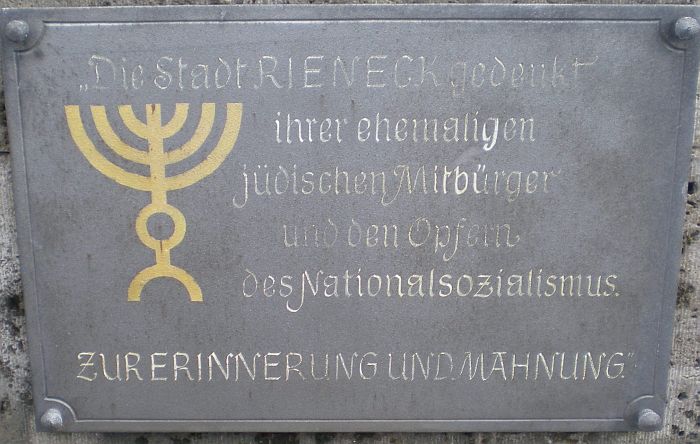 „Die Stadt RIENECK gedenkt
ihrer ehemaligen
jüdischen Mitbürger
und den Opfern
des Nationalsozialismus.
ZUR ERINNERUNG UND MAHNUNG."